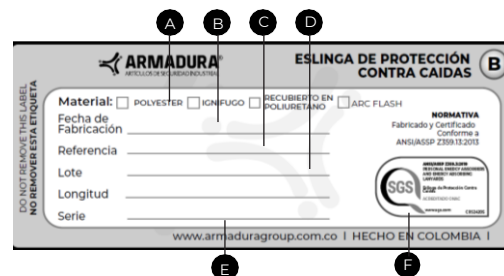 A B C D
ARMADURA®
ARTÍCULOS DE SEGURIDAD INDUSTRIAL
ESLINGA DE PROTECCIÓN
CONTRA CAIDAS
B
DO NOT REMOVE THIS LABEL
NO REMOVER ESTA ETIQUETA
Material: POLYESTER IGNIFUGO RECUBIERTO EN POLIURETANO ARC FLASH
Fecha de
Fabricación
Referencia
Lote
Longitud
Serie
NORMATIVA
Fabricado y Certificado
Conforme a
ANSI/ASSP Z359.13:2013
SGS
www.armaduragroup.com.co I HECHO EN COLOMBIA I
E F